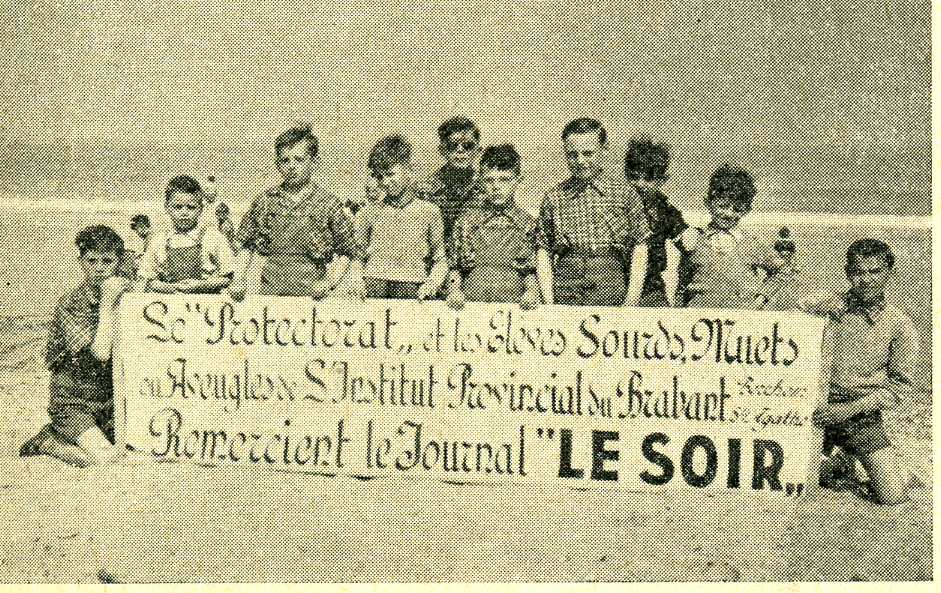 Le "Protectorat„ et les Elèves Sourds, Muets
ou Aveugles de L'Institut Provincial du Brabant Berchem
Ste Agathe
Remercient le Journal "LE SOIR„